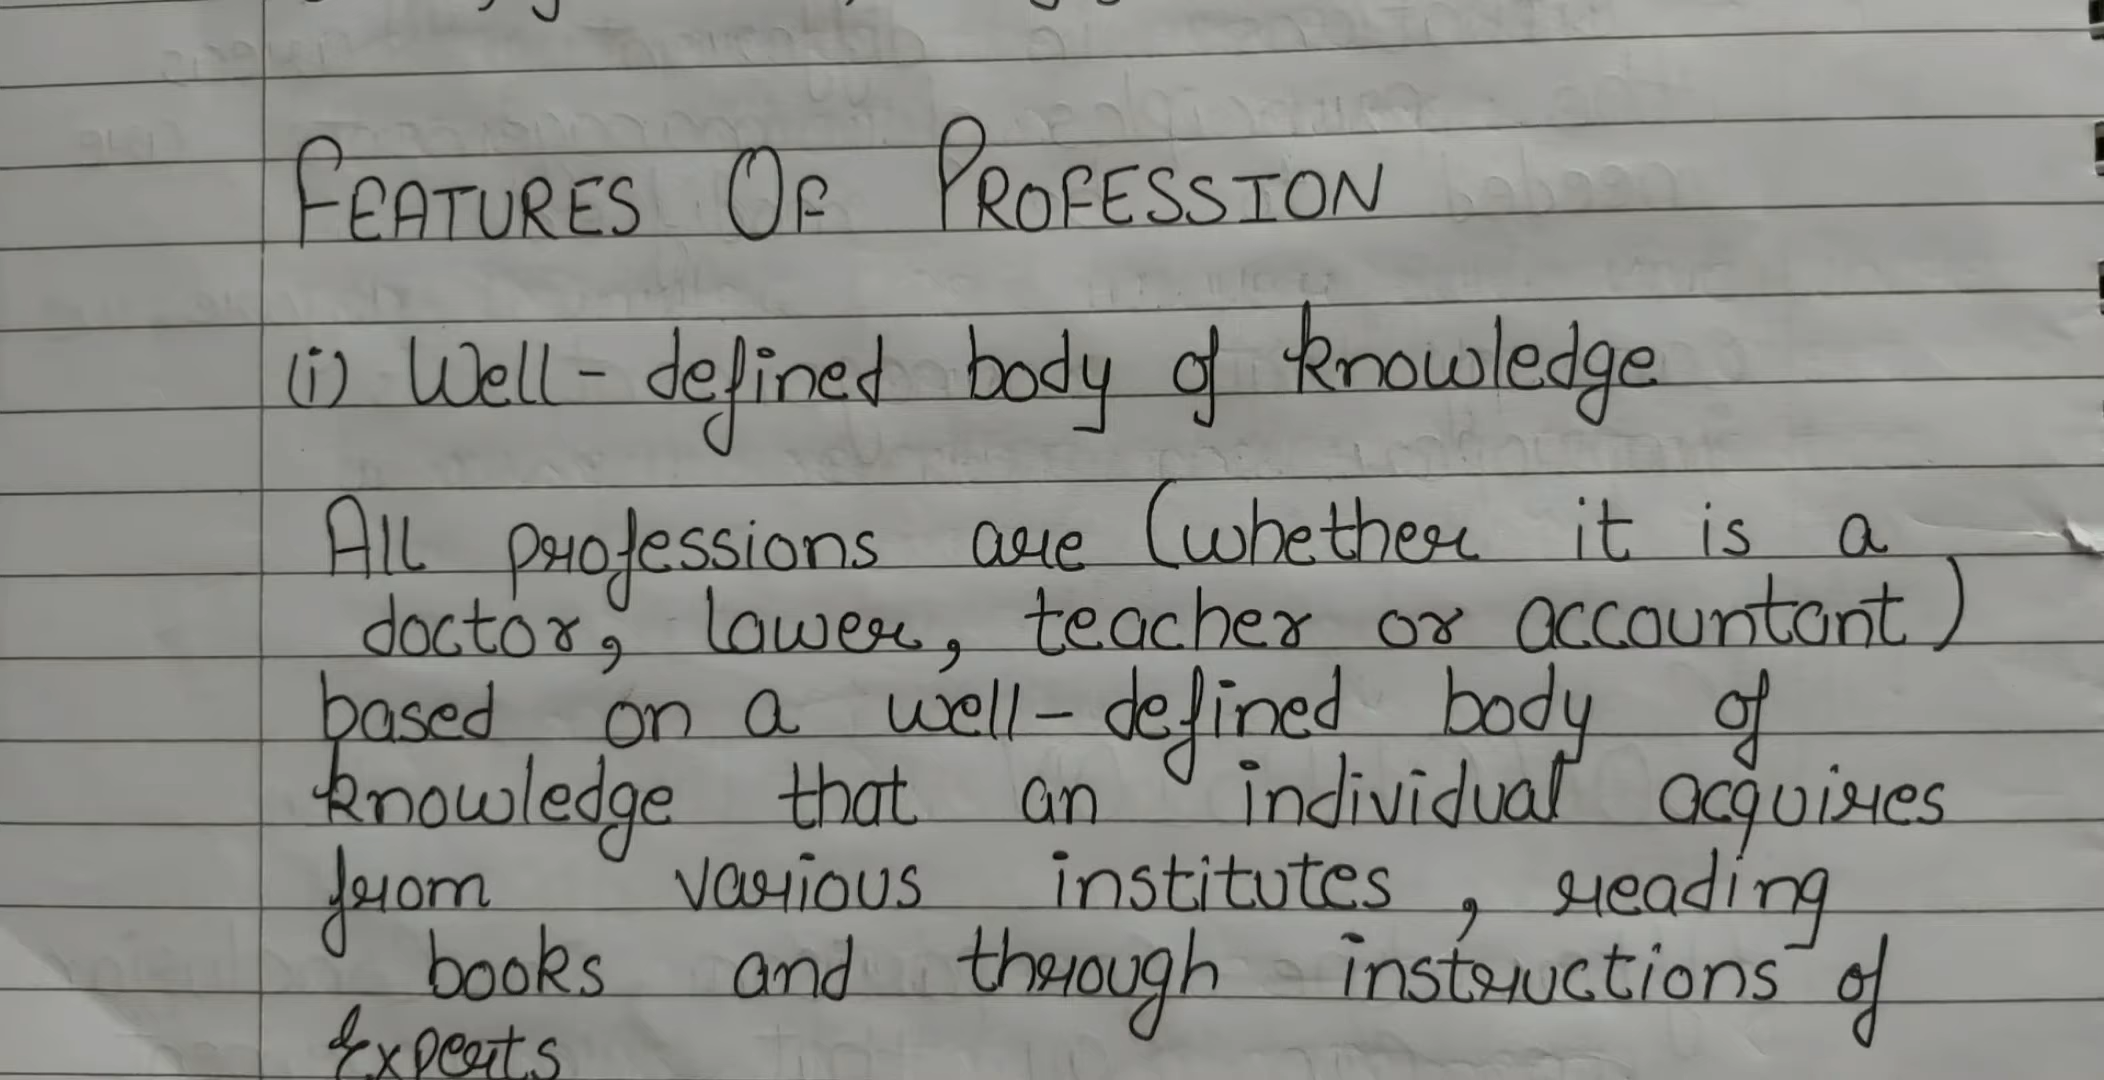 FEATURES OF PROFESSION
(i) Well-defined body of knowledge
All professions are (whether it is a
doctor, lawer, teacher or accountant)
based on a well-defined body of
knowledge that an individual acquires
from various institutes, reading
books and through instructions of
Experts